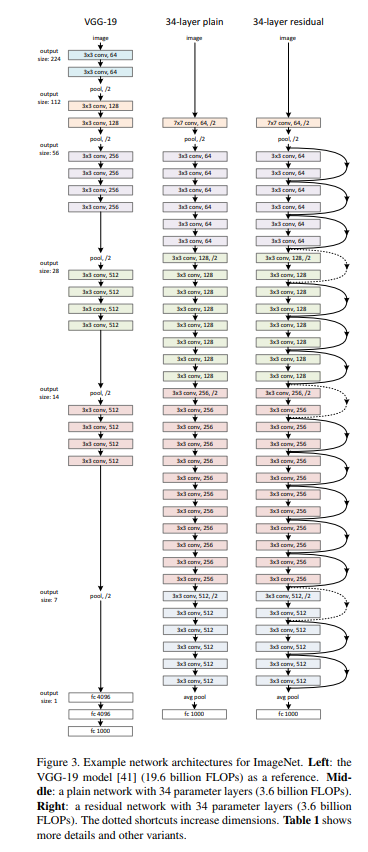 output
size: 224
output
size: 112
output
size: 56
output
size: 28
output
size: 14
output
size: 7
output
size: 1
VGG-19
image
3x3 conv, 64
3x3 conv, 64
pool, /2
3x3 conv, 128
3x3 conv, 128
pool, /2
3x3 conv, 256
3x3 conv, 256
3x3 conv, 256
3x3 conv, 256
pool, /2
3x3 conv, 512
3x3 conv, 512
3x3 conv, 512
3x3 conv, 512
pool, /2
3x3 conv, 512
3x3 conv, 512
3x3 conv, 512
3x3 conv, 512
pool, /2
fc 4096
fc 4096
fc 1000
34-layer plain
image
7x7 conv, 64, /2
pool, /2
3x3 conv, 64
3x3 conv, 64
3x3 conv, 64
3x3 conv, 64
3x3 conv, 64
3x3 conv, 64
3x3 conv, 128, /2
3x3 conv, 128
3x3 conv, 128
3x3 conv, 128
3x3 conv, 128
3x3 conv, 128
3x3 conv, 128
3x3 conv, 128
3x3 conv, 256, /2
3x3 conv, 256
3x3 conv, 256
3x3 conv, 256
3x3 conv, 256
3x3 conv, 256
3x3 conv, 256
3x3 conv, 256
3x3 conv, 256
3x3 conv, 256
3x3 conv, 256
3x3 conv, 256
3x3 conv, 512, /2
3x3 conv, 512
3x3 conv, 512
3x3 conv, 512
3x3 conv, 512
3x3 conv, 512
avg pool
fc 1000
34-layer residual
image
7x7 conv, 64, /2
pool, /2
3x3 conv, 64
3x3 conv, 64
3x3 conv, 64
3x3 conv, 64
3x3 conv, 64
3x3 conv, 64
3x3 conv, 128, /2
3x3 conv, 128
3x3 conv, 128
3x3 conv, 128
3x3 conv, 128
3x3 conv, 128
3x3 conv, 128
3x3 conv, 128
3x3 conv, 256, /2
3x3 conv, 256
3x3 conv, 256
3x3 conv, 256
3x3 conv, 256
3x3 conv, 256
3x3 conv, 256
3x3 conv, 256
3x3 conv, 256
3x3 conv, 256
3x3 conv, 256
3x3 conv, 256
3x3 conv, 512, /2
3x3 conv, 512
3x3 conv, 512
3x3 conv, 512
3x3 conv, 512
3x3 conv, 512
avg pool
fc 1000
Figure 3. Example network architectures for ImageNet. Left: the
VGG-19 model [41] (19.6 billion FLOPs) as a reference. Mid-
dle: a plain network with 34 parameter layers (3.6 billion FLOPs).
Right: a residual network with 34 parameter layers (3.6 billion
FLOPs). The dotted shortcuts increase dimensions. Table 1 shows
more details and other variants.